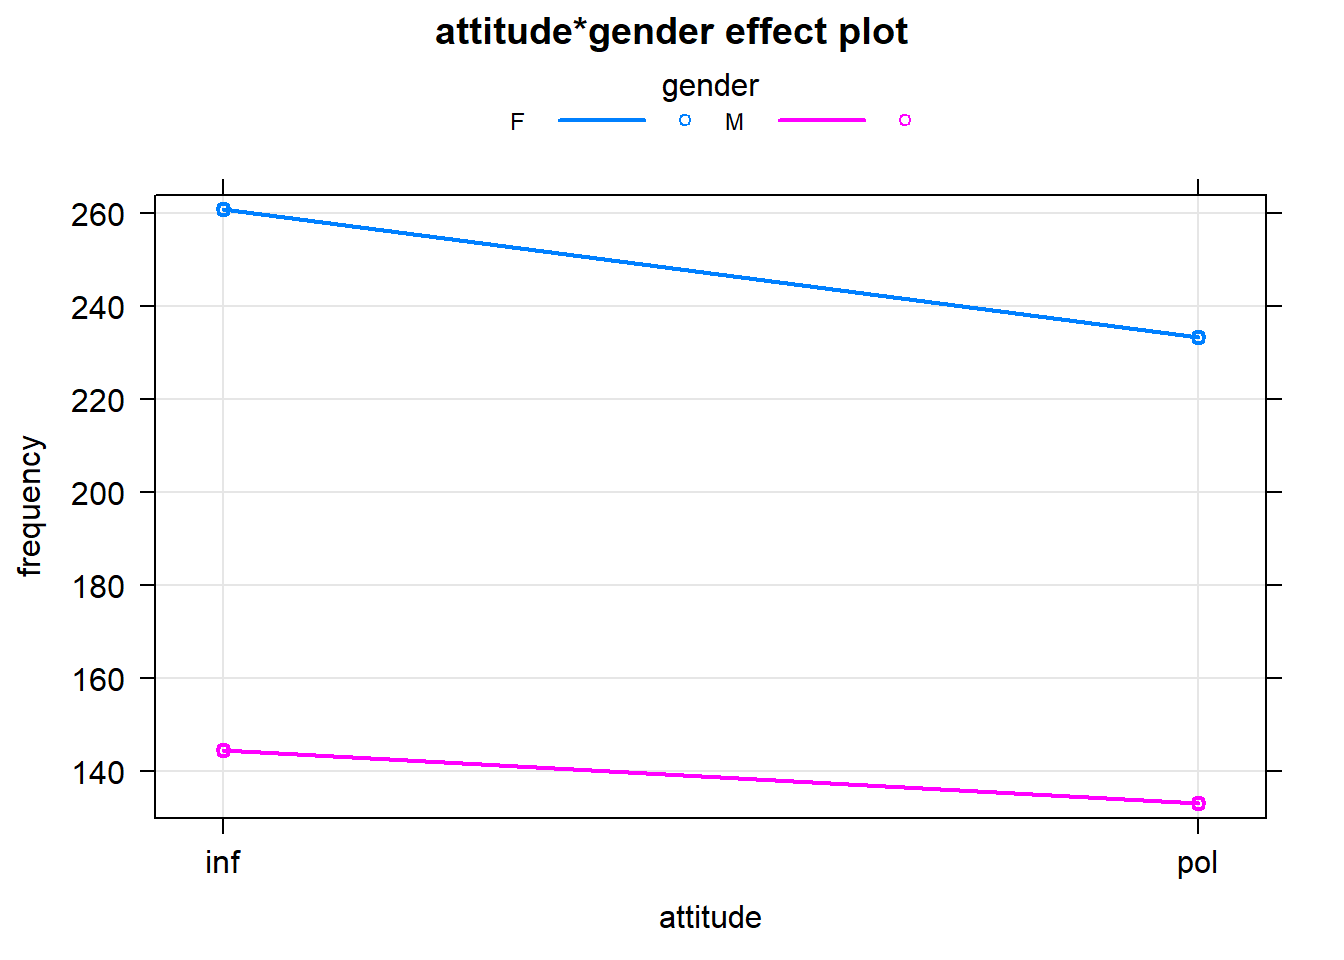 attitude*gender effect plot
gender
F M
260
240
220
200
180
160
140
frequency
inf pol
attitude